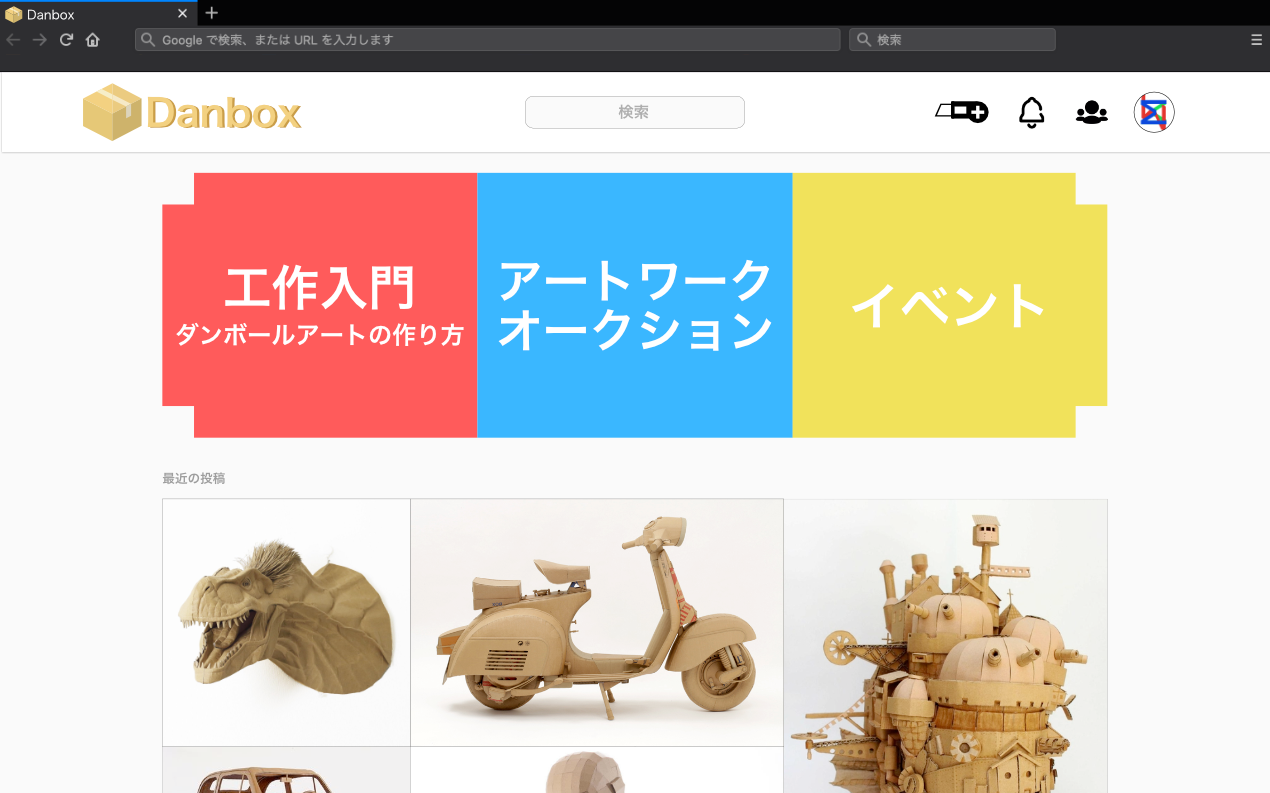 Danbox
Google で検索、または URL を入力します
検索
Danbox
検索
工作入門
ダンボールアートの作り方
アートワーク
オークション
イベント
最近の投稿